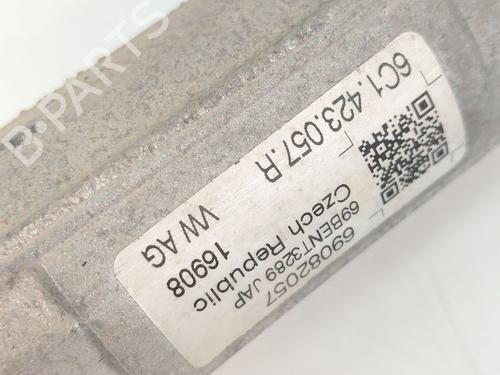 B-PARTS
6C1.423.057.R
VW AG
16908
Czech Republic
69BENT3289 JAP
69082057